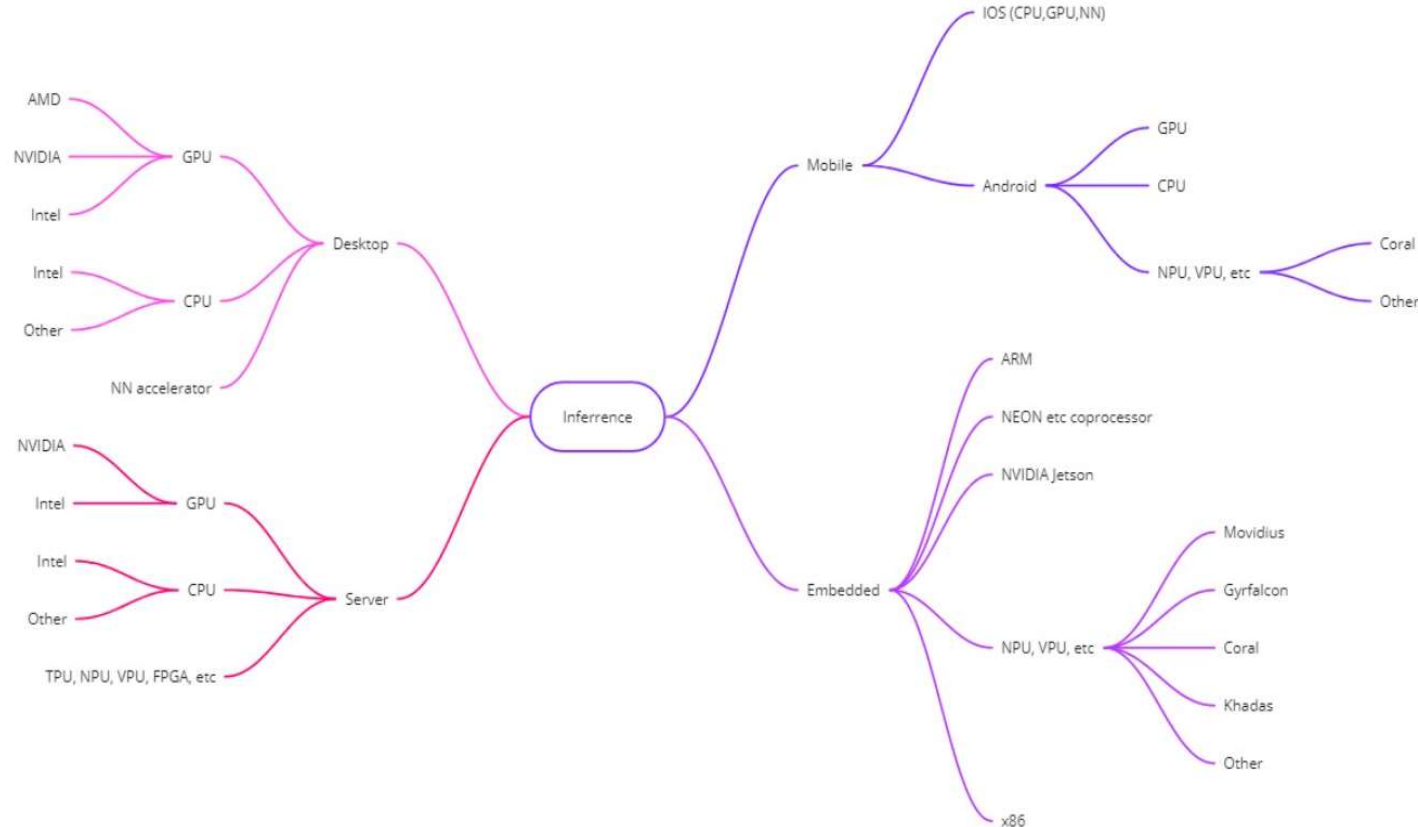 AMD
NVIDIA
Intel
GPU
Intel
Other
CPU
NN accelerator
Desktop
NVIDIA
Intel
GPU
Intel
Other
CPU
TPU, NPU, VPU, FPGA, etc
Server
Inferrence
Mobile
IOS (CPU,GPU,NN)
Android
GPU
CPU
NPU, VPU, etc
Coral
Other
Embedded
ARM
NEON etc coprocessor
NVIDIA Jetson
NPU, VPU, etc
Movidius
Gyrfalcon
Coral
Khadas
Other
x86